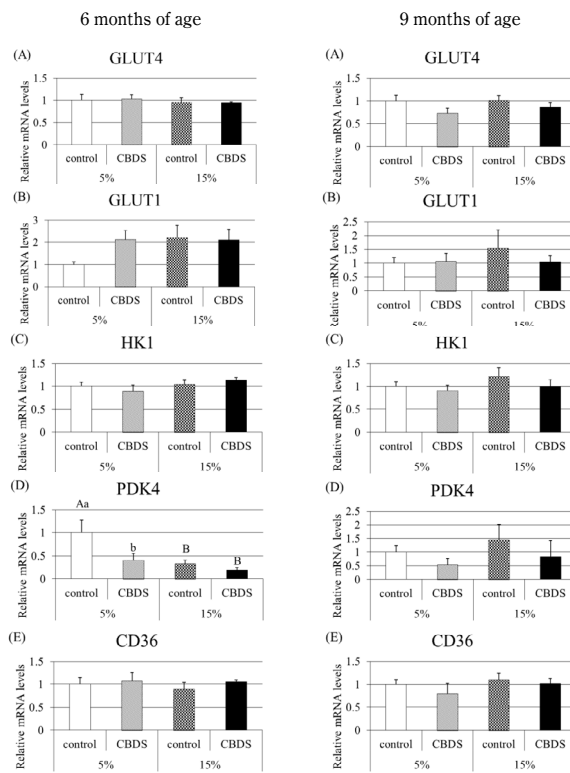 6 months of age
9 months of age
(A)
GLUT4
Relative mRNA levels
1.5
1
0.5
0
control CBDS control CBDS
5% 15%
(B)
GLUT1
Relative mRNA levels
3
2
1
0
control CBDS control CBDS
5% 15%
(C)
HK1
Relative mRNA levels
1.5
1
0.5
0
control CBDS control CBDS
5% 15%
(D)
PDK4
Relative mRNA levels
1.5
1
0.5
0
Aa
b
B
B
control CBDS control CBDS
5% 15%
(E)
CD36
Relative mRNA levels
1.5
1
0.5
0
control CBDS control CBDS
5% 15%
(A)
GLUT4
Relative mRNA levels
1.5
1
0.5
0
control CBDS control CBDS
5% 15%
(B)
GLUT1
Relative mRNA levels
2.5
2
1.5
1
0.5
0
control CBDS control CBDS
5% 15%
(C)
HK1
Relative mRNA levels
1.5
1
0.5
0
control CBDS control CBDS
5% 15%
(D)
PDK4
Relative mRNA levels
2.5
2
1.5
1
0.5
0
control CBDS control CBDS
5% 15%
(E)
CD36
Relative mRNA levels
1.5
1
0.5
0
control CBDS control CBDS
5% 15%